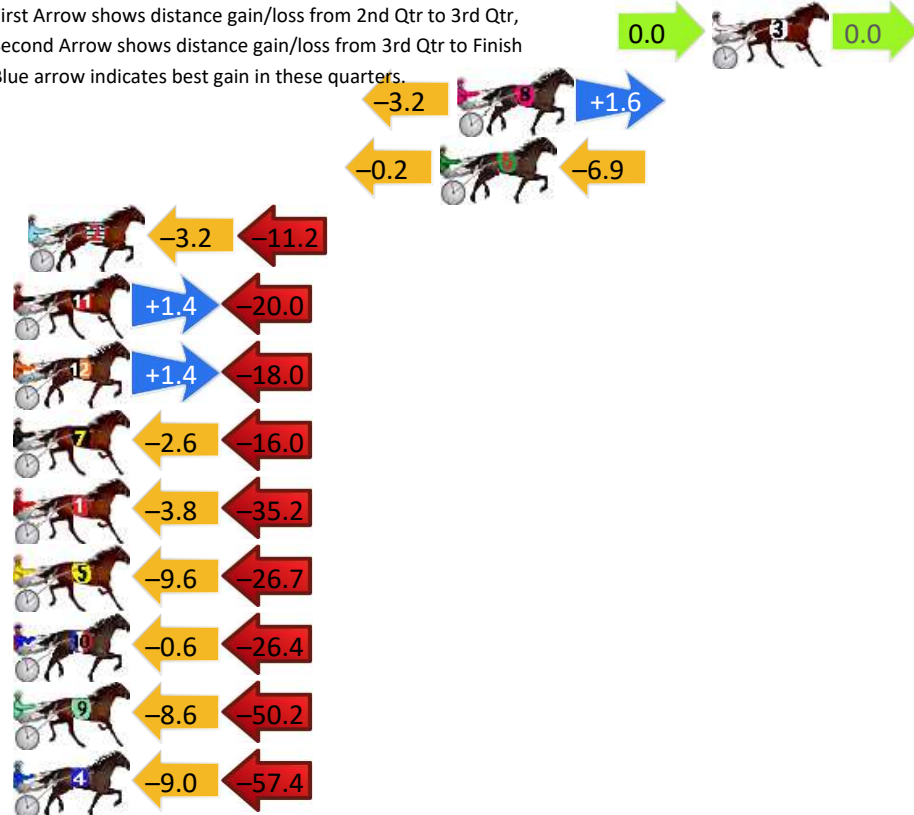 irst Arrow shows distance gain/loss from 2nd Qtr to 3rd Qtr,
0.0 3 0.0
econd Arrow shows distance gain/loss from 3rd Qtr to Finish
lue arrow indicates best gain in these quarters.
–3.2 8 +1.6
–0.2 –6.9
2 –3.2 –11.2
11 +1.4 –20.0
12 +1.4 –18.0
7 –2.6 –16.0
1 –3.8 –35.2
5 –9.6 –26.7
10 –0.6 –26.4
9 –8.6 –50.2
4 –9.0 –57.4